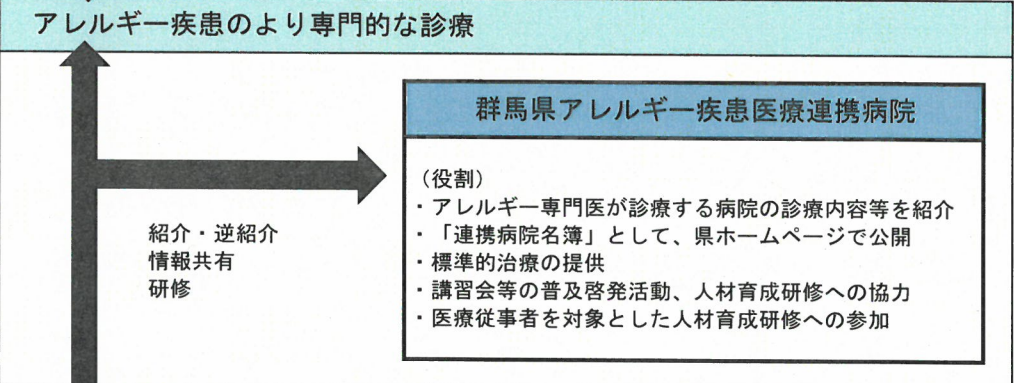 アレルギー疾患のより専門的な診療
群馬県アレルギー疾患医療連携病院
(役割)
・アレルギー専門医が診療する病院の診療内容等を紹介
・「連携病院名簿」として、県ホームページで公開
・標準的治療の提供
・講習会等の普及啓発活動、人材育成研修への協力
・医療従事者を対象とした人材育成研修への参加
紹介・逆紹介
情報共有
研修